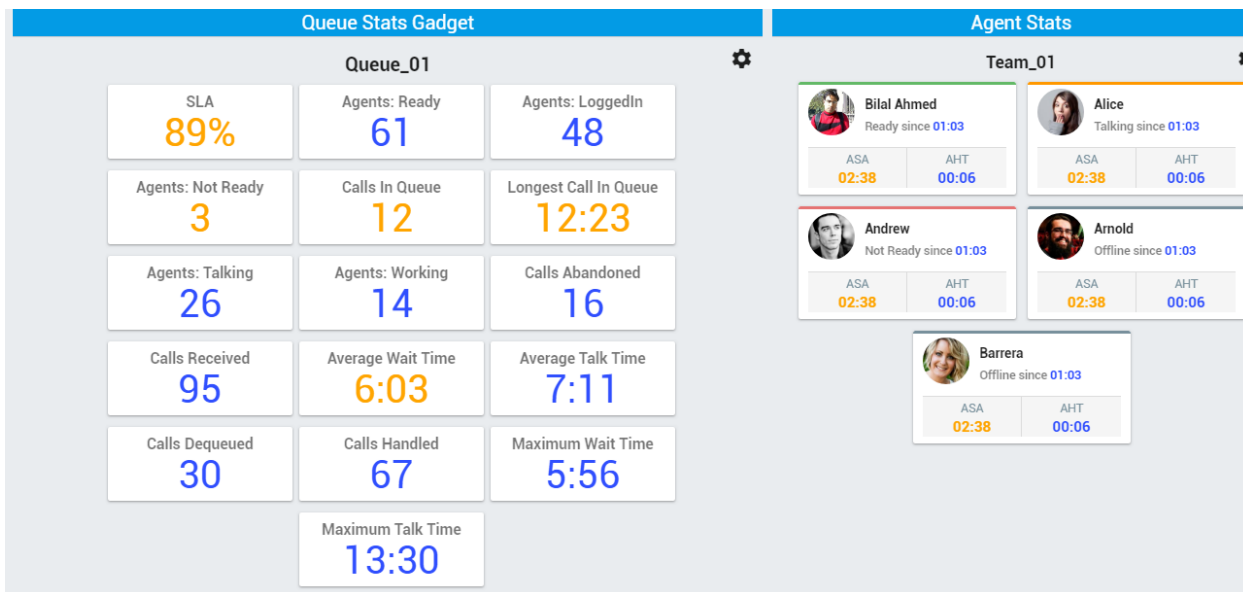 Queue Stats Gadget
Queue_01
SLA
89%
Agents: Ready
61
Agents: LoggedIn
48
Agents: Not Ready
3
Calls In Queue
12
Longest Call In Queue
12:23
Agents: Talking
26
Agents: Working
14
Calls Abandoned
16
Calls Received
95
Average Wait Time
6:03
Average Talk Time
7:11
Calls Dequeued
30
Calls Handled
67
Maximum Wait Time
5:56
Maximum Talk Time
13:30
Agent Stats
Team_01
Bilal Ahmed
Ready since 01:03
ASA
02:38
AHT
00:06
Alice
Talking since 01:03
ASA
02:38
AHT
00:06
Andrew
Not Ready since 01:03
ASA
02:38
AHT
00:06
Arnold
Offline since 01:03
ASA
02:38
AHT
00:06
Barrera
Offline since 01:03
ASA
02:38
AHT
00:06